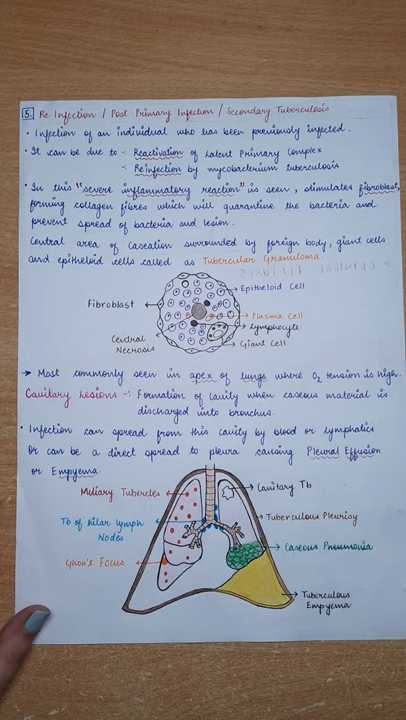 5. Re Infection / Post Primary Infection / Secondary Tuberculosis
• Infection of an individual who has been previously infected.
• It can be due to -: Reactivation of Latent Primary Complex
-: Reinfection by mycobacterium tuberculosis
• In this "severe inflammatory reaction" is seen, stimulates fibroblast,
forming collagen fibres which will quarantine the bacteria and
prevent spread of bacteria and lesion.
Central area of caseation surrounded by foreign body, giant cells
and epitheloid cells called as Tubercular Granuloma.
Epitheloid Cell
Fibroblast
Plasma Cell
Lymphocyte
Central
Necrosis
Giant Cell
→ Most commonly seen in apex of lungs where O2 tension is high.
Cavitary Lesions -: Formation of cavity when caseous material is
discharged into bronchus.
• Infection can spread from this cavity by blood or lymphatics
Or can be a direct spread to pleura causing Pleural Effusion
or Empyema.
Miliary Tubercles
Cavitary Tb
Tb of hilar lymph
Nodes
Tuberculous Pleurisy
Caseous Pneumonia
Ghon's Focus
Tuberculous
Empyema